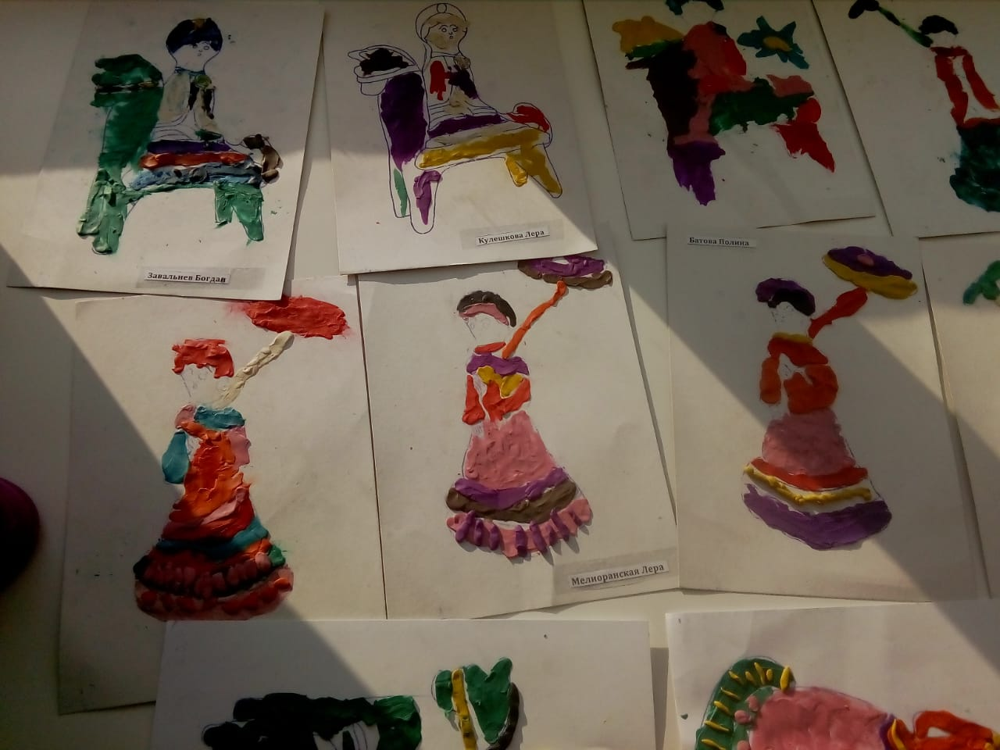 Завальнев Богдан
Кулешкова Лера
Батова Полина
Мелиоранская Лера